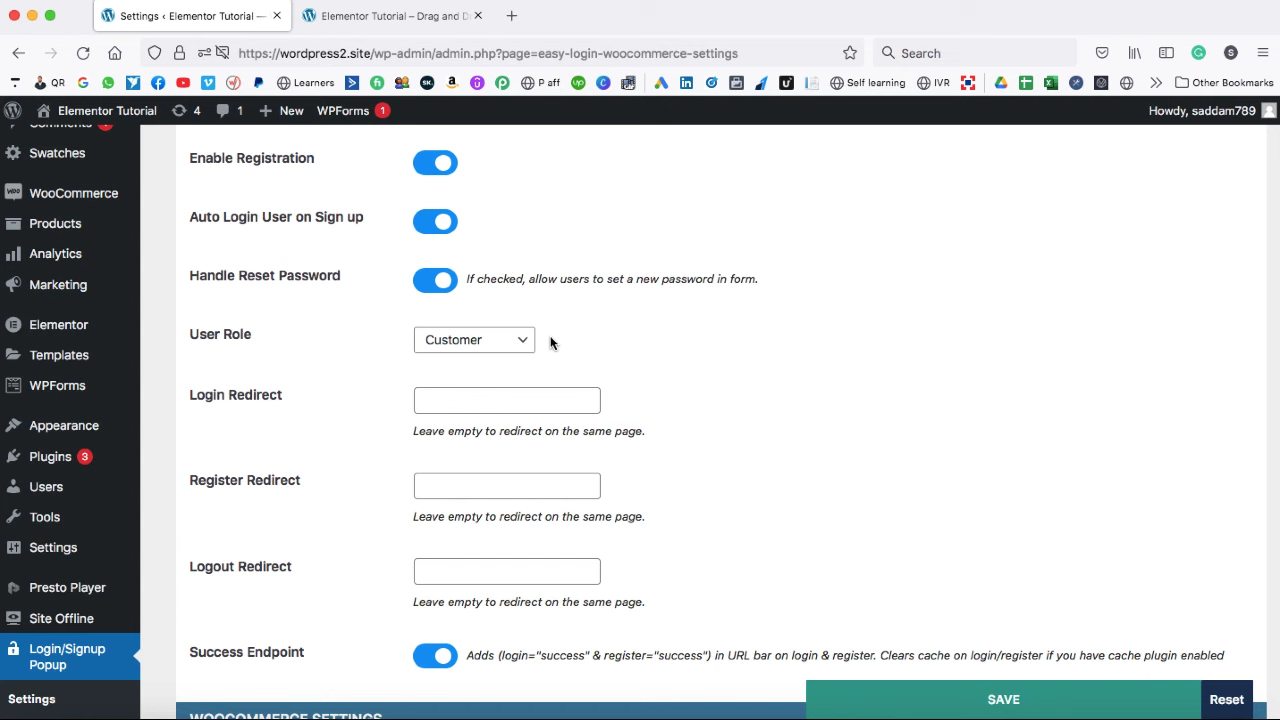 Settings ‹ Elementor Tutorial —
Elementor Tutorial – Drag and D
https://wordpress2.site/wp-admin/admin.php?page=easy-login-woocommerce-settings
Search
QR
Learners
P aff
Self learning
IVR
Other Bookmarks
Elementor Tutorial
4
1
New
WPForms
1
Howdy, saddam789
Comments
Swatches
WooCommerce
Products
Analytics
Marketing
Elementor
Templates
WPForms
Appearance
Plugins 3
Users
Tools
Settings
Presto Player
Site Offline
Login/Signup
Popup
Settings
Enable Registration
Auto Login User on Sign up
Handle Reset Password
If checked, allow users to set a new password in form.
User Role
Customer
Login Redirect
Leave empty to redirect on the same page.
Register Redirect
Leave empty to redirect on the same page.
Logout Redirect
Leave empty to redirect on the same page.
Success Endpoint
Adds (login="success" & register="success") in URL bar on login & register. Clears cache on login/register if you have cache plugin enabled
WOOCOMMERCE SETTINGS
SAVE
Reset